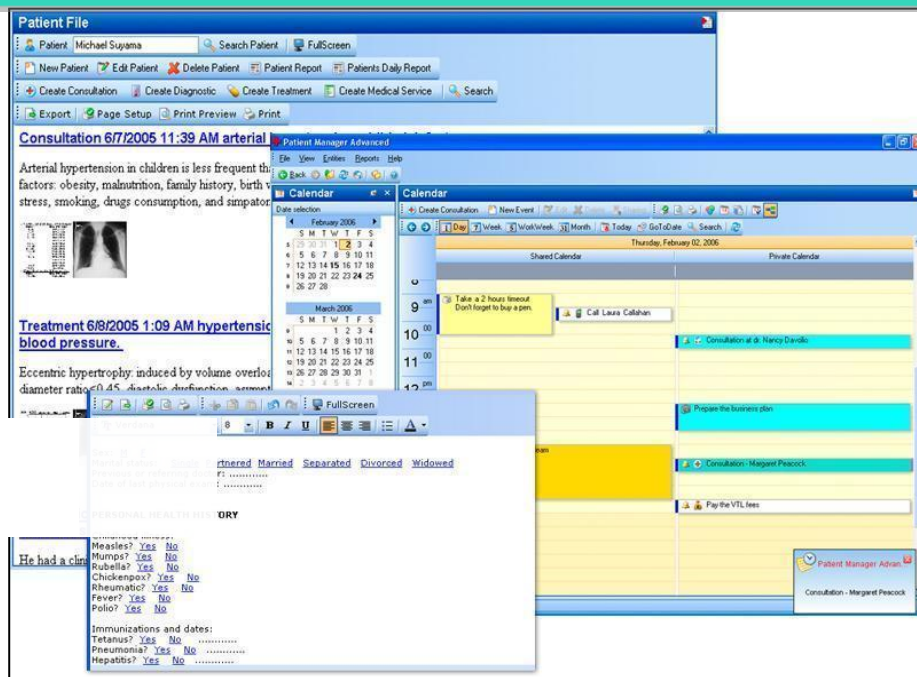 Patient File
Patient Michael Suyama Search Patient FullScreen
New Patient Edit Patient Delete Patient Patient Report Patients Daily Report
Create Consultation Create Diagnostic Create Treatment Create Medical Service Search
Export Page Setup Print Preview Print
Consultation 6/7/2005 11:39 AM arterial
Arterial hypertension in children is less frequent
factors: obesity, malnutrition, family history, birth
stress, smoking, drugs consumption, and
Treatment 6/8/2005 1:09 AM
blood pressure.
Eccentric hypertrophy: induced by volume
diameter ratio<0.45, diastolic dysfunction,
He had a
Patient Manager Advanced
File View Entities Reports Help
Back
Calendar
Date selection
February 2006
S M T W T F S
29 30 31 1 2 3 4
5 6 7 8 9 10 11
12 13 14 15 16 17 18
19 20 21 22 23 24 25
26 27 28
March 2006
S M T W T F S
1 2 3 4
5 6 7 8 9 10 11
12 13 14 15 16 17 18
19 20 21 22 23 24 25
26 27 28 29 30 31 1
2 3 4 5 6 7 8
Calendar
Create Consultation New Event
Day 7 Week 5 WorkWeek 31 Month Today GoToDate Search
Thursday, February 02, 2006
Shared Calendar Private Calendar
9 am Take a 2 hours timeout
Don't forget to buy a pen.
Call Laura Callahan
10 00
Consultation at dr. Nancy Davolio
11 00
12 pm
Prepare the business plan
Consultation - Margaret Peacock
Pay the VTL fees
Patient Manager Advan.
Consultation - Margaret Peacock
FullScreen
Verdana 8 B I U A
Partnered Married Separated Divorced Widowed
PERSONAL HEALTH HISTORY
Measles? Yes No
Mumps? Yes No
Rubella? Yes No
Chickenpox? Yes No
Rheumatic? Yes No
Fever? Yes No
Polio? Yes No
Immunizations and dates:
Tetanus? Yes No ............
Pneumonia? Yes No ............
Hepatitis? Yes No ............